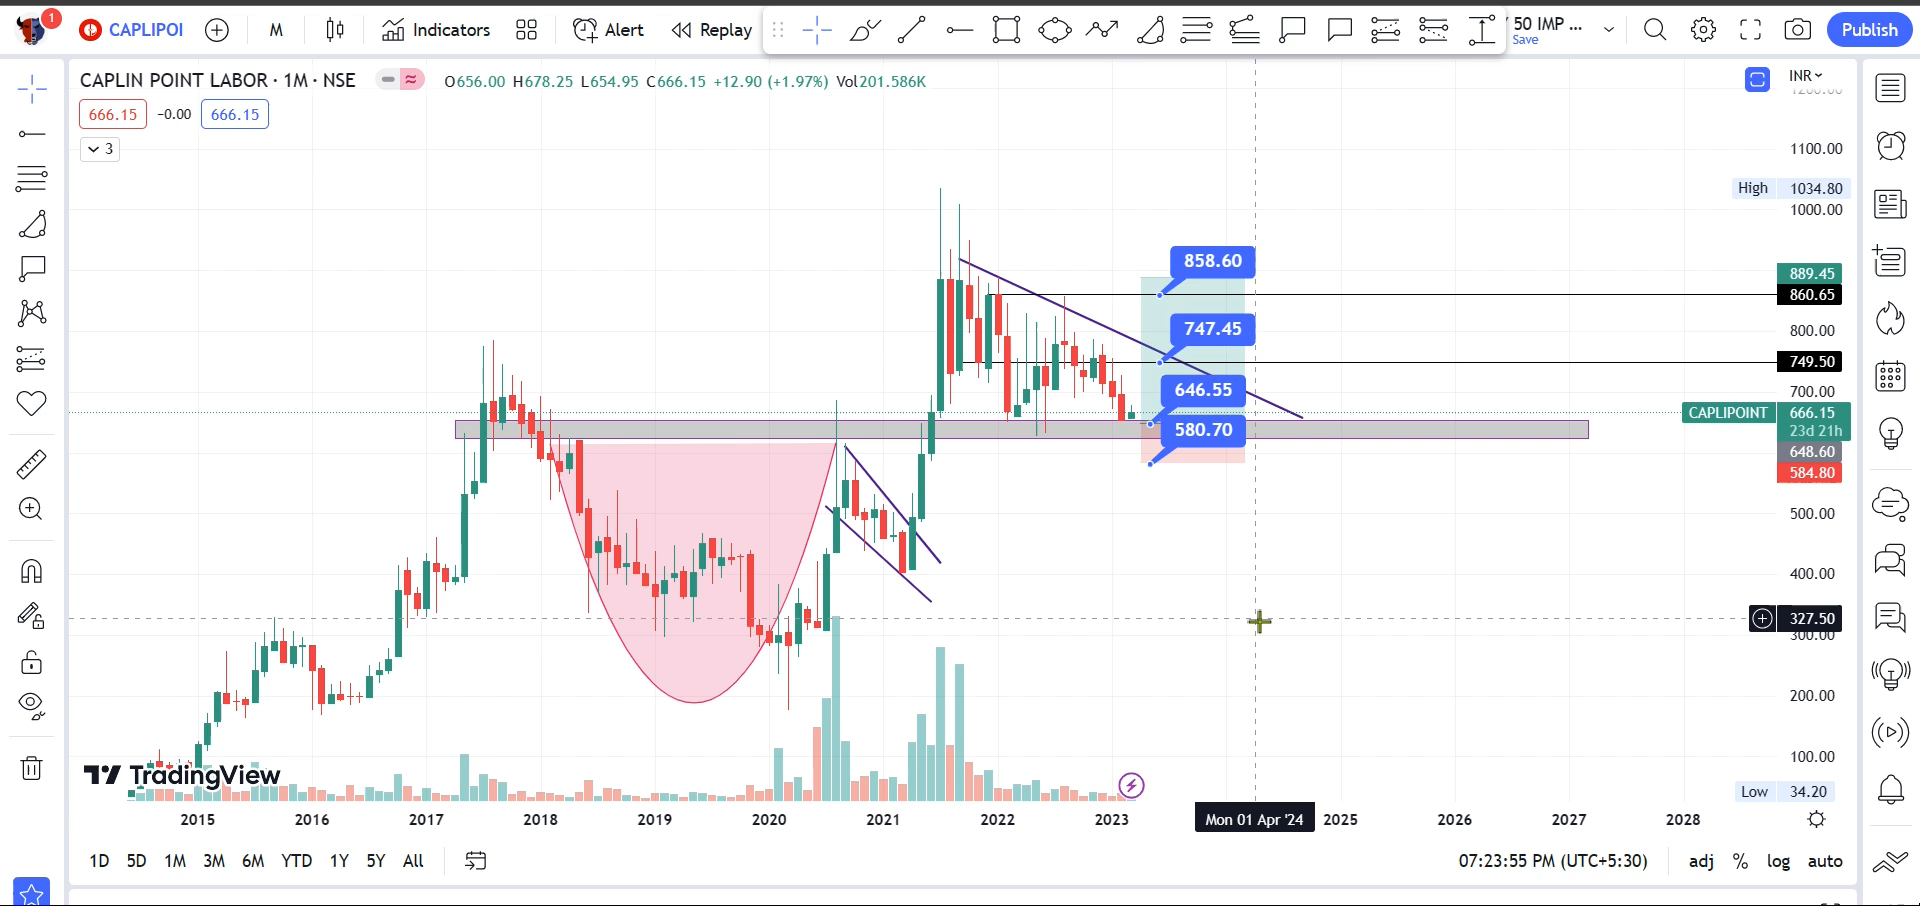 1
CAPLIPOI
M
Indicators
Alert
Replay
50 IMP ...
Save
Publish
CAPLIN POINT LABOR · 1M · NSE
O656.00 H678.25 L654.95 C666.15 +12.90 (+1.97%) Vol201.586K
INR
666.15
−0.00
666.15
3
1100.00
High 1034.80
1000.00
858.60
889.45
860.65
747.45
800.00
749.50
646.55
700.00
CAPLIPOINT 666.15
23d 21h
580.70
648.60
584.80
500.00
400.00
327.50
300.00
200.00
100.00
TradingView
Low 34.20
2015
2016
2017
2018
2019
2020
2021
2022
2023
Mon 01 Apr '24
2025
2026
2027
2028
1D
5D
1M
3M
6M
YTD
1Y
5Y
All
07:23:55 PM (UTC+5:30)
adj
%
log
auto